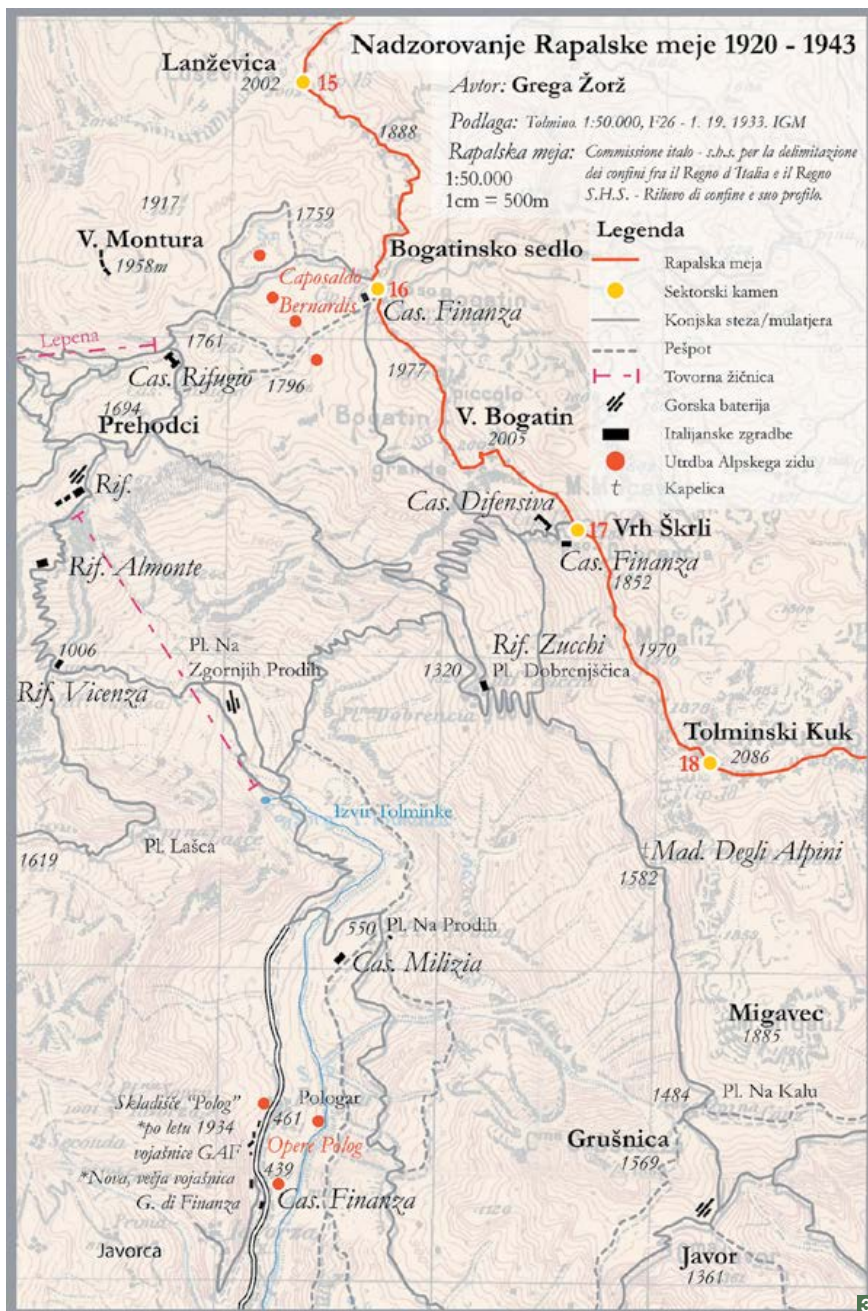 Nadzorovanje Rapalske meje 1920 - 1943
Avtor: Grega Žorž
Podlaga: Tolmino. 1:50.000, F26 - 1. 19. 1933. IGM
Rapalska meja: Commissione italo - s.h.s. per la delimitazione
dei confini fra il Regno d'Italia e il Regno
S.H.S. - Rilievo di confine e suo profilo.
1:50.000
1cm = 500m
Legenda
Rapalska meja
Sektorski kamen
Konjska steza/mulatjera
Pešpot
Tovorna žičnica
Gorska baterija
Italijanske zgradbe
Utrdba Alpskega zidu
Kapelica
Lanževica
2002
15
1888
1917
1759
V. Montura
1958m
Bogatinsko sedlo
16
Caposaldo
Bernardis
Cas. Finanza
Lepena
1761
Cas. Rifugio
1796
1977
1694
Prehodci
V. Bogatin
2005
Rif.
Cas. Difensiva
17 Vrh Škrli
Cas. Finanza
1852
Rif. Almonte
1006
Pl. Na
Zgornjih Prodih
Rif. Vicenza
1320
Rif. Zucchi
Pl. Dobrenjščica
1970
Tolminski Kuk
18
2086
Izvir Tolminke
Pl. Lašca
1619
Mad. Degli Alpini
1582
550
Pl. Na Prodih
Cas. Milizia
Migavec
1885
1484
Pl. Na Kalu
Skladišče "Polog"
*po letu 1934
vojašnice GAF
*Nova, večja vojašnica
G. di Finanza
461
Pologar
Opere Polog
439
Cas. Finanza
Grušnica
1569
Javorca
Javor
1361